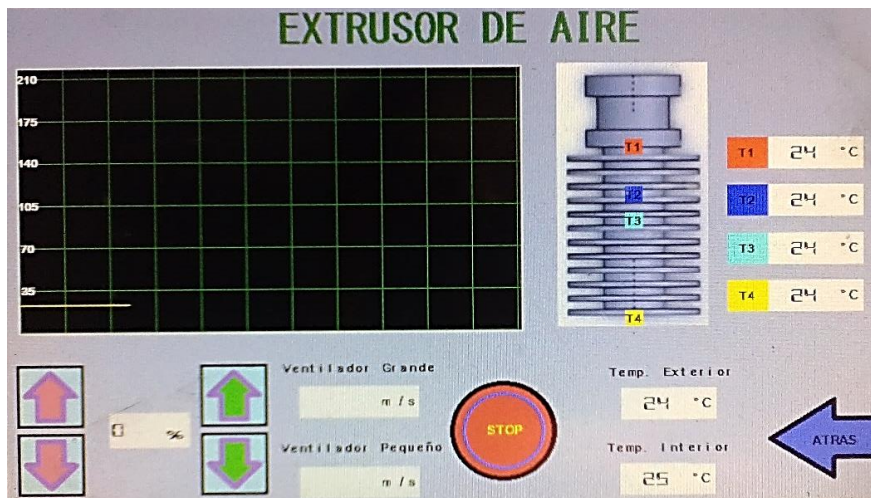 EXTRUSOR DE AIRE
210
175
140
105
70
35
T1
T2
T3
T4
T1 24 °C
T2 24 °C
T3 24 °C
T4 24 °C
0 %
Ventilador Grande
m/s
Ventilador Pequeño
m/s
STOP
Temp. Exterior
24 °C
Temp. Interior
25 °C
ATRAS